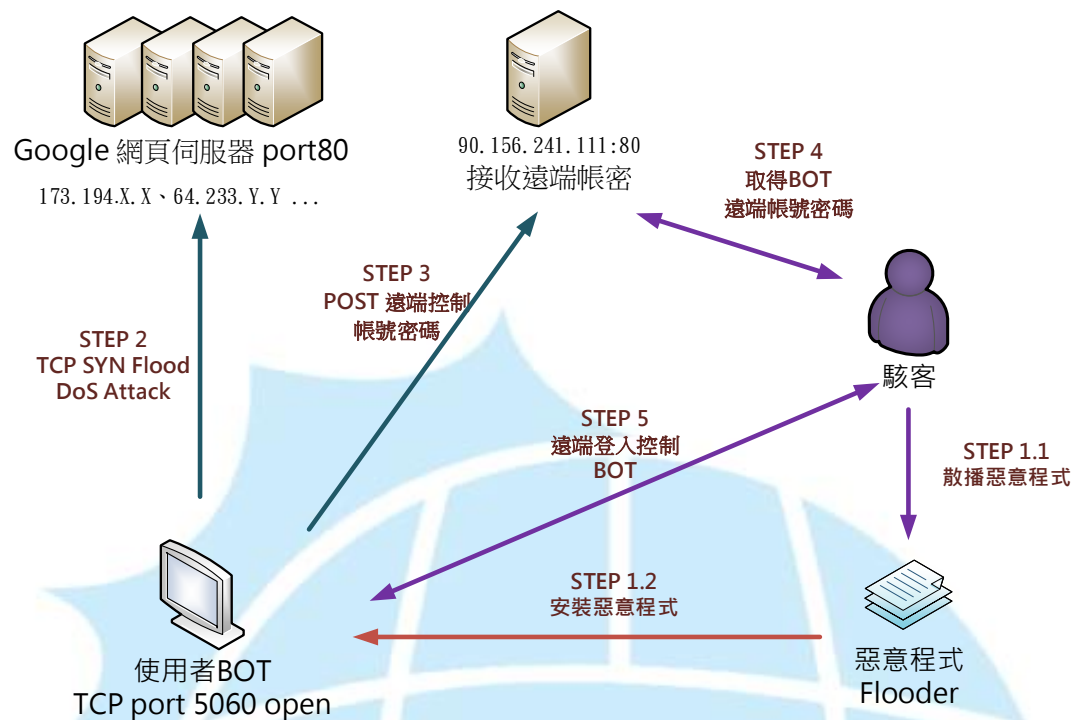 Google 網頁伺服器 port80
173.194.X.X、64.233.Y.Y ...
90.156.241.111:80
接收遠端帳密
STEP 4
取得BOT
遠端帳號密碼
STEP 3
POST 遠端控制
帳號密碼
STEP 2
TCP SYN Flood
DoS Attack
駭客
STEP 5
遠端登入控制
BOT
STEP 1.1
散播惡意程式
STEP 1.2
安裝惡意程式
使用者BOT
TCP port 5060 open
惡意程式
Flooder